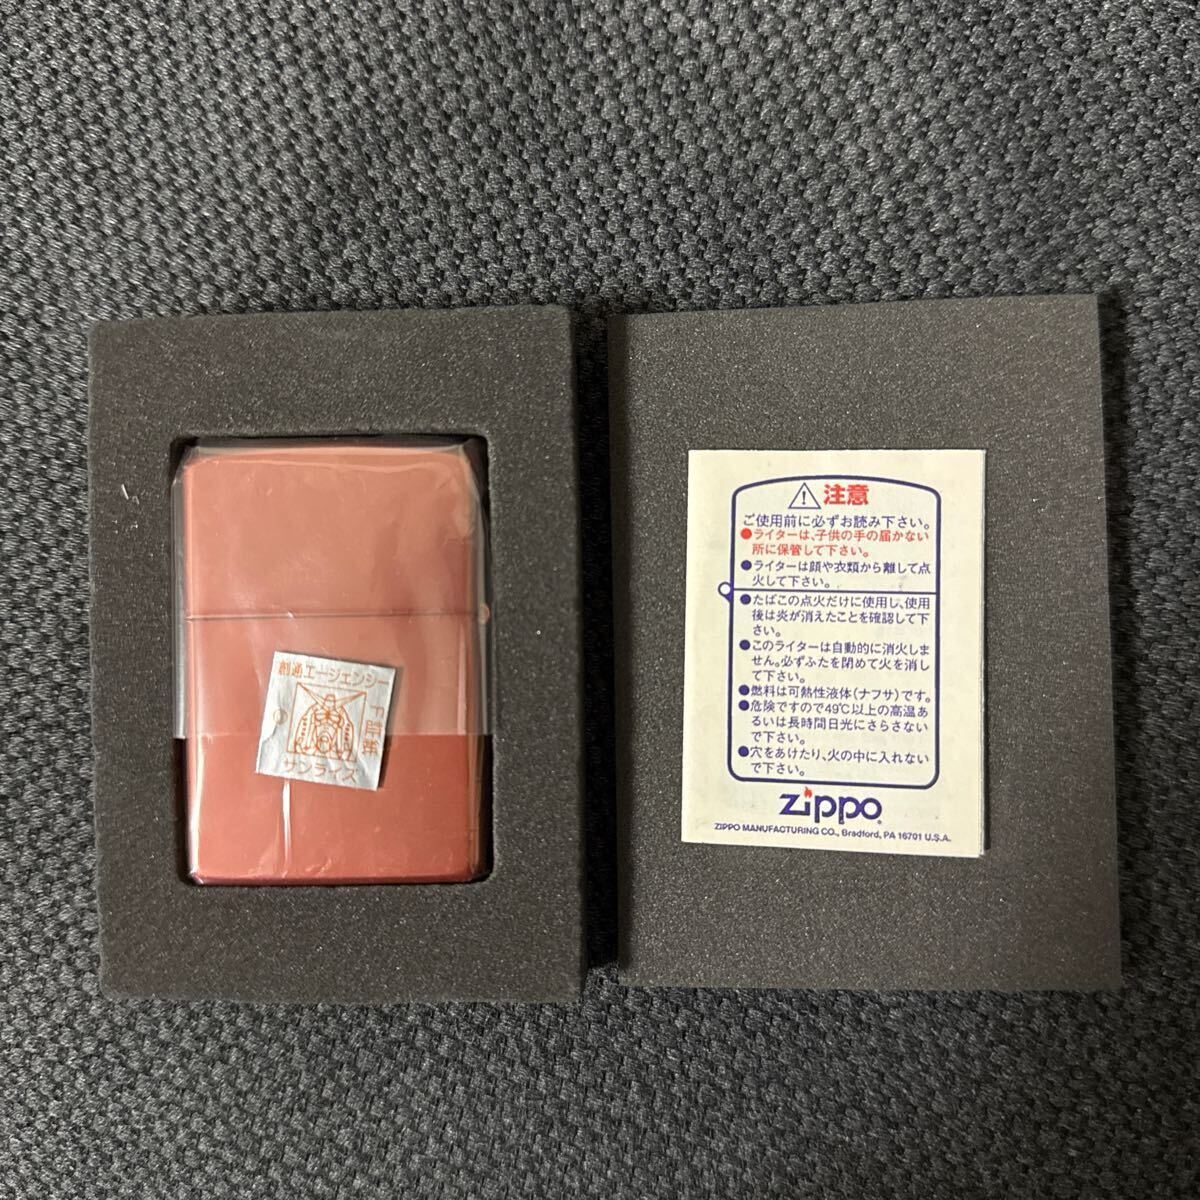 創通エージェンシー
許諾証
サンライズ
注意
ご使用前に必ずお読み下さい。
●ライターは、子供の手の届かない
所に保管して下さい。
●ライターは顔や衣類から離して点
火して下さい。
●たばこの点火だけに使用し、使用
後は炎が消えたことを確認して下
さい。
●このライターは自動的に消火しま
せん。必ずふたを閉めて火を消し
て下さい。
●燃料は可熱性液体(ナフサ)です。
●危険ですので49℃以上の高温あ
るいは長時間日光にさらさない
で下さい。
●穴をあけたり、火の中に入れない
で下さい。
Zippo
ZIPPO MANUFACTURING CO., Bradford, PA 16701 U.S.A.